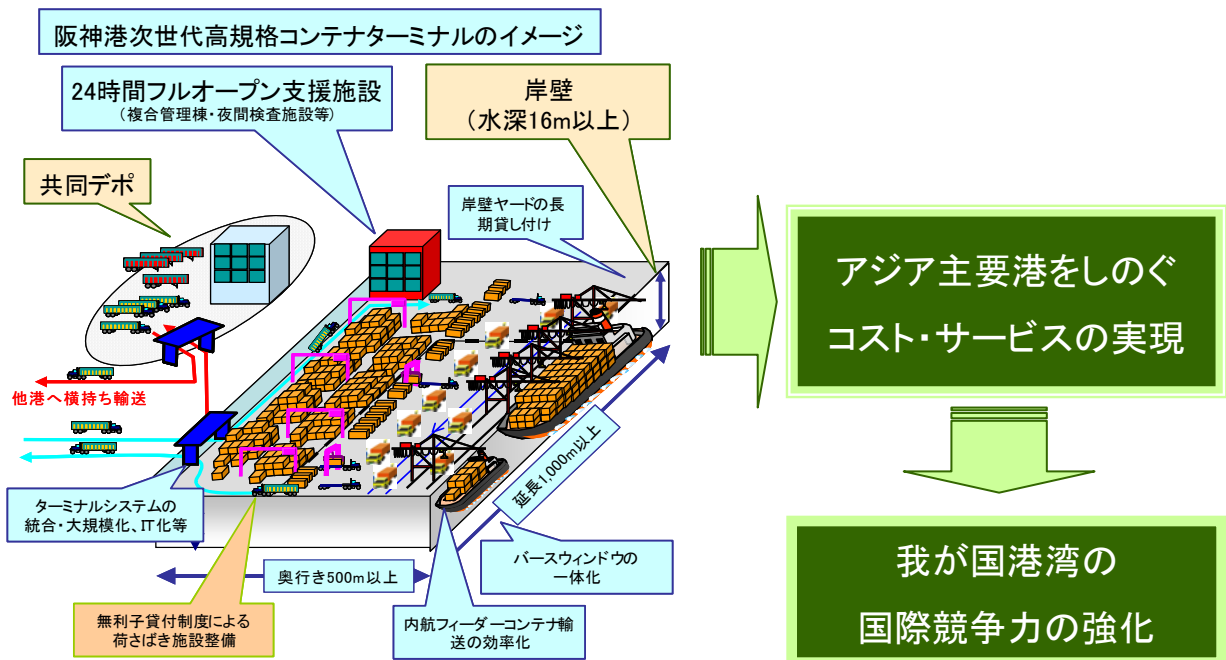 阪神港次世代高規格コンテナターミナルのイメージ
24時間フルオープン支援施設
（複合管理棟・夜間検査施設等）
岸壁
（水深16m以上）
共同デポ
岸壁ヤードの長
期貸し付け
アジア主要港をしのぐ
コスト・サービスの実現
他港へ横持ち輸送
延長1,000m以上
ターミナルシステムの
統合・大規模化、IT化等
バースウィンドウの
一体化
奥行き500m以上
無利子貸付制度による
荷さばき施設整備
内航フィーダーコンテナ輸
送の効率化
我が国港湾の
国際競争力の強化